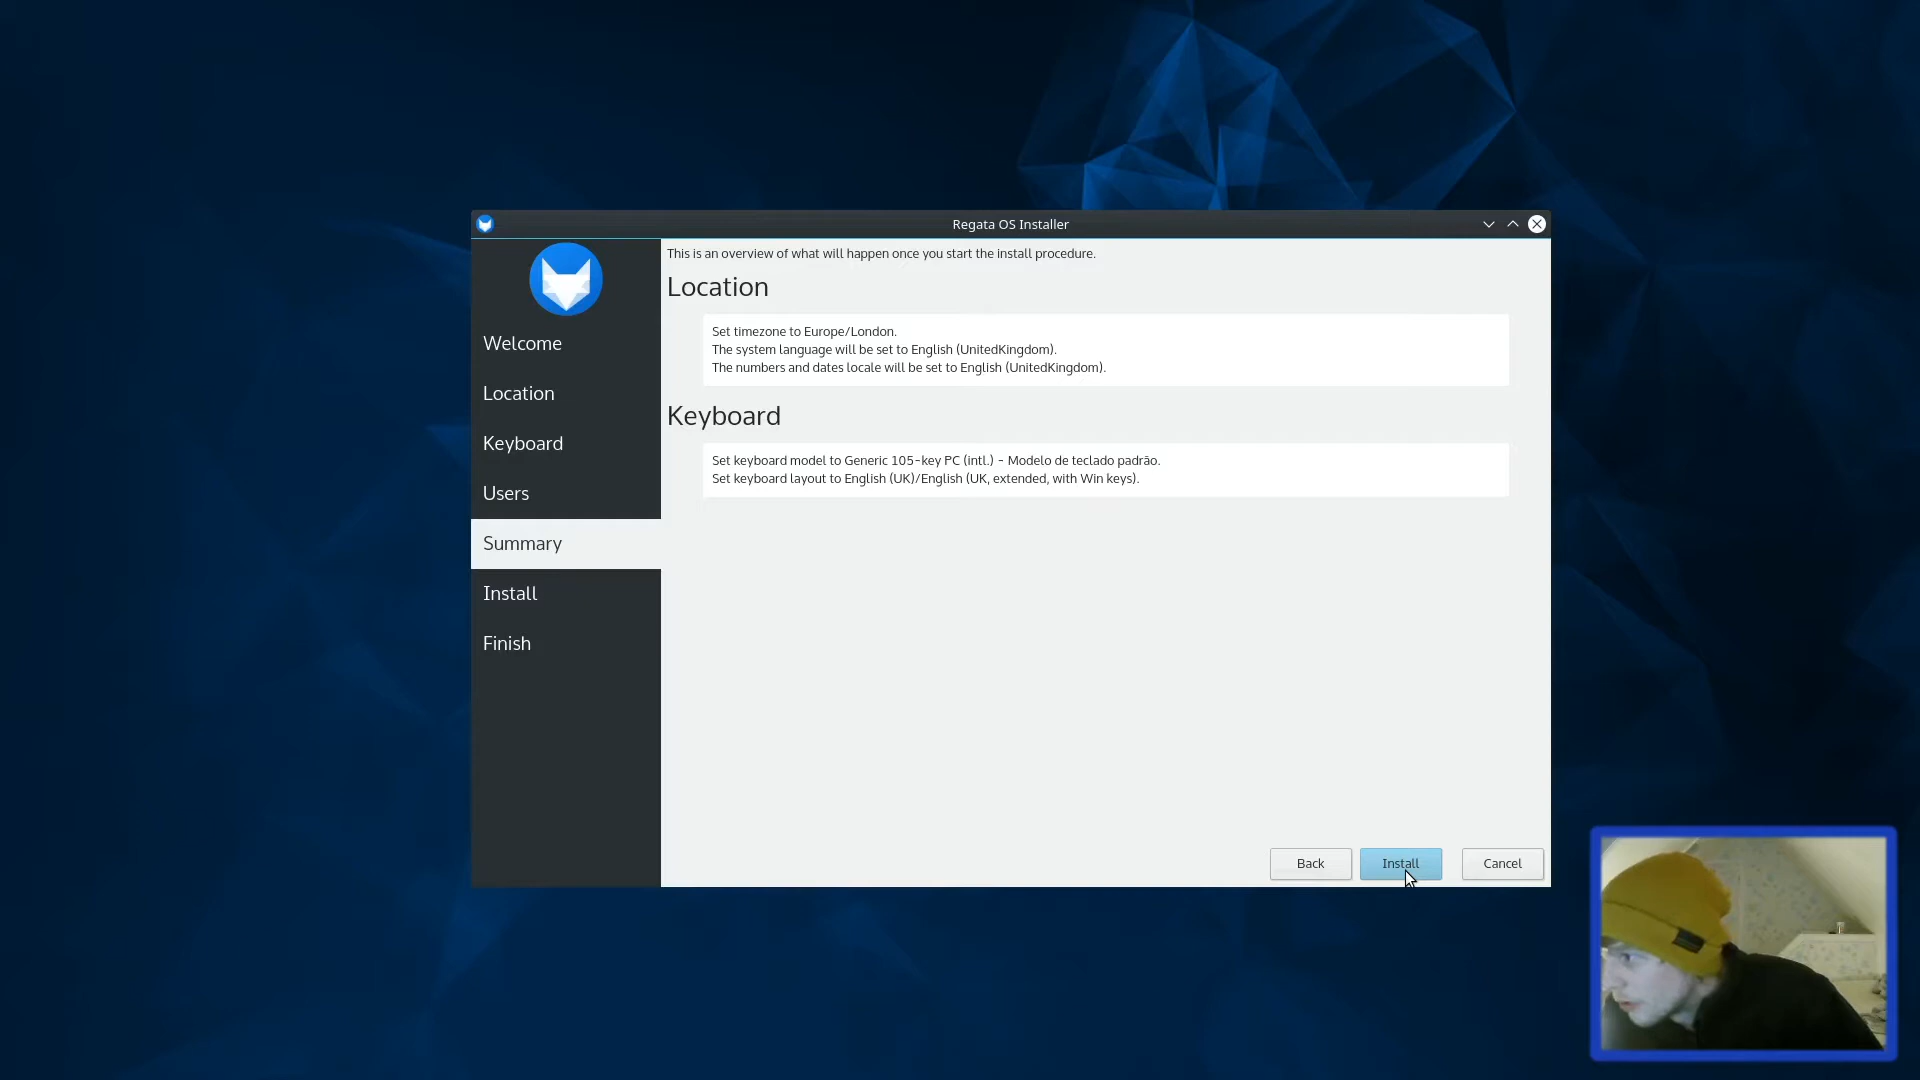 Regata OS Installer
Welcome
Location
Keyboard
Users
Summary
Install
Finish
This is an overview of what will happen once you start the install procedure.
Location
Set timezone to Europe/London.
The system language will be set to English (UnitedKingdom).
The numbers and dates locale will be set to English (UnitedKingdom).
Keyboard
Set keyboard model to Generic 105-key PC (intl.) - Modelo de teclado padrão.
Set keyboard layout to English (UK)/English (UK, extended, with Win keys).
Back
Install
Cancel